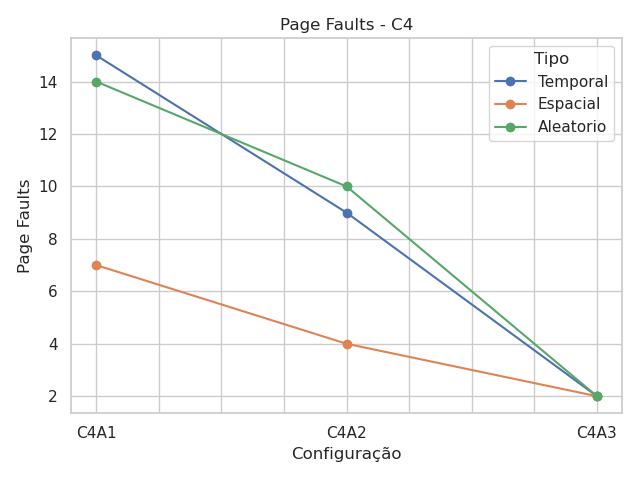 Page Faults - C4
Tipo
Temporal
Espacial
Aleatorio
Page Faults
14
12
10
8
6
4
2
C4A1
C4A2
C4A3
Configuração